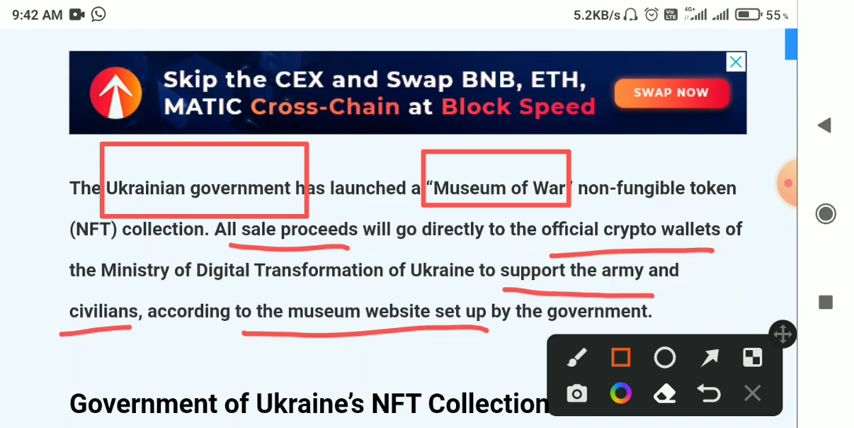 9:42 AM 5.2KB/s 4G+ 55%
Skip the CEX and Swap BNB, ETH,
MATIC Cross-Chain at Block Speed
SWAP NOW
The Ukrainian government has launched a “Museum of War” non-fungible token
(NFT) collection. All sale proceeds will go directly to the official crypto wallets of
the Ministry of Digital Transformation of Ukraine to support the army and
civilians, according to the museum website set up by the government.
Government of Ukraine’s NFT Collection